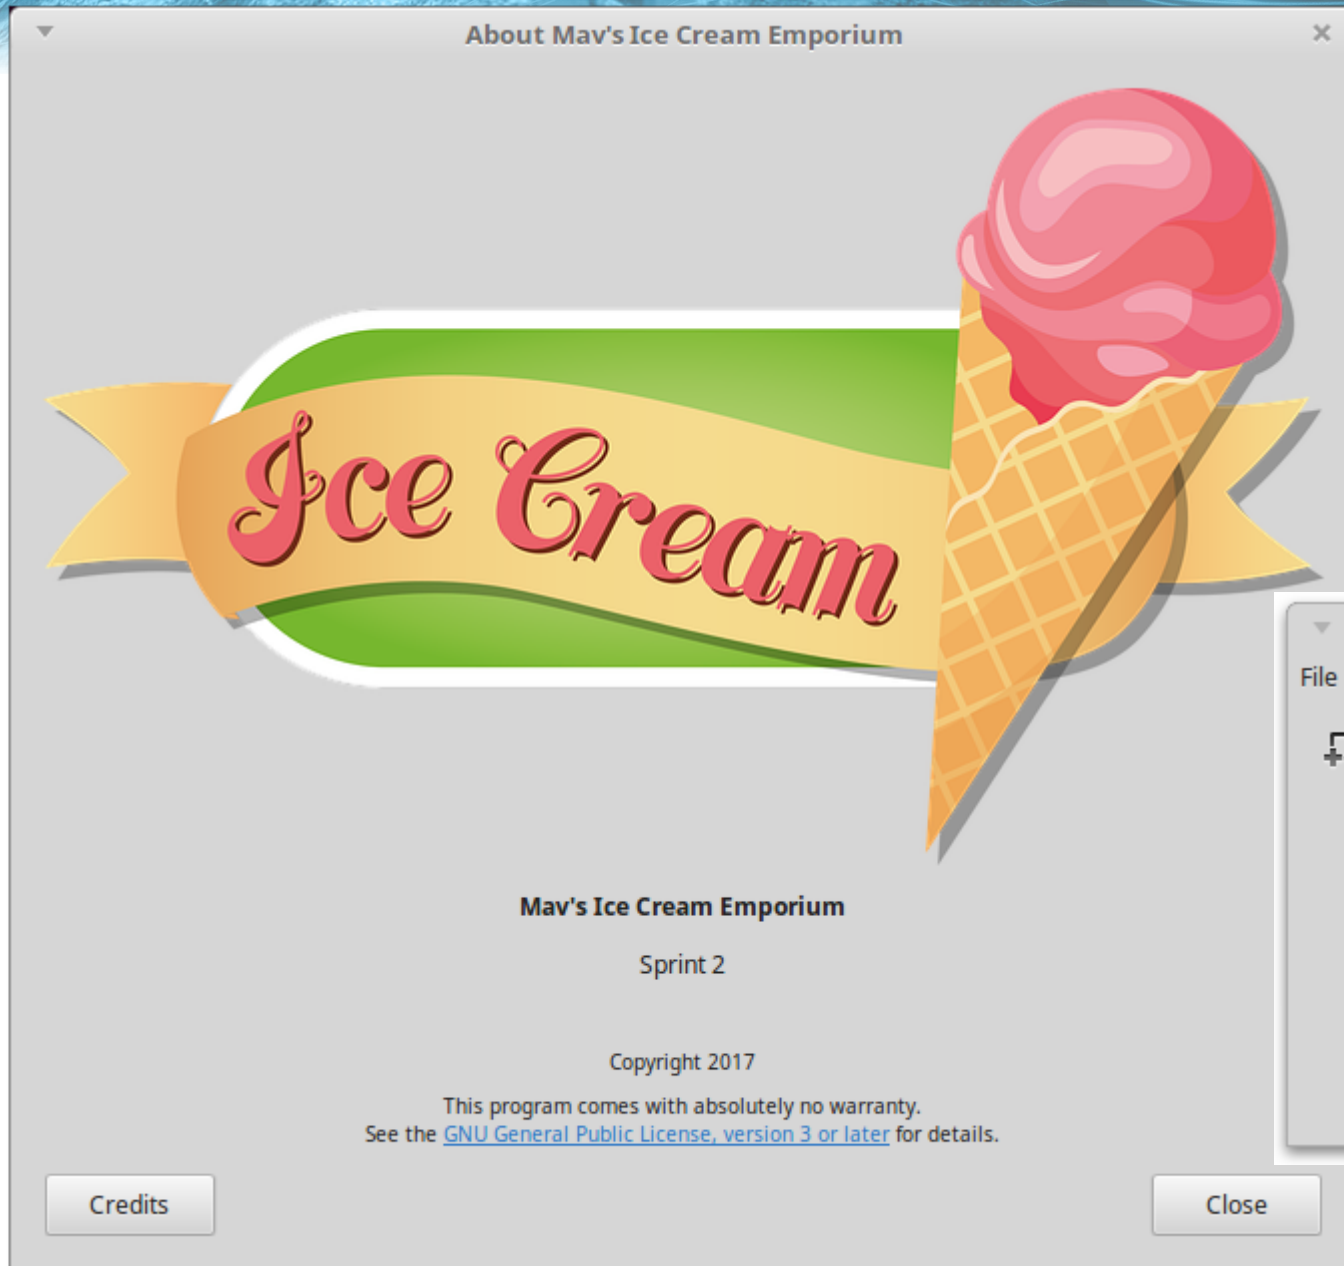 About Mav's Ice Cream Emporium
Ice Cream
File
Mav's Ice Cream Emporium
Sprint 2
Copyright 2017
This program comes with absolutely no warranty.
See the GNU General Public License, version 3 or later for details.
Credits
Close